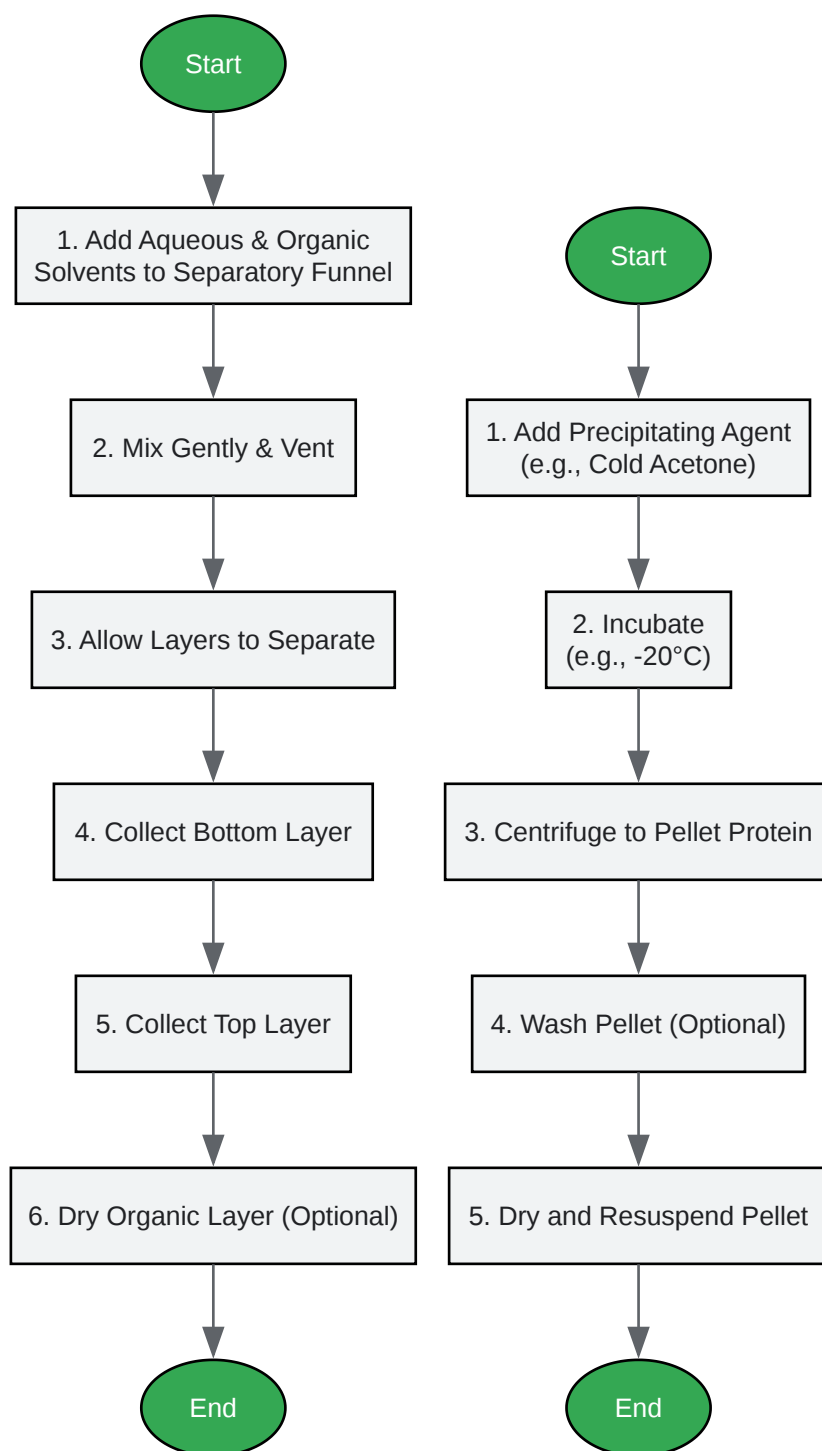 Start
1. Add Aqueous & Organic
Solvents to Separatory Funnel
2. Mix Gently & Vent
3. Allow Layers to Separate
4. Collect Bottom Layer
5. Collect Top Layer
6. Dry Organic Layer (Optional)
End
Start
1. Add Precipitating Agent
(e.g., Cold Acetone)
2. Incubate
(e.g., -20°C)
3. Centrifuge to Pellet Protein
4. Wash Pellet (Optional)
5. Dry and Resuspend Pellet
End